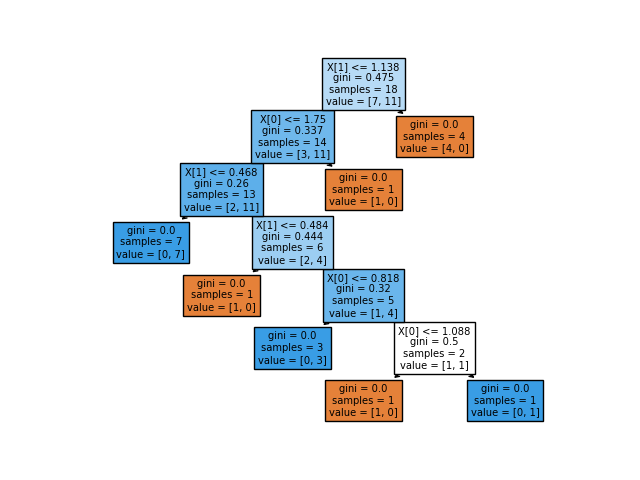 X[1] <= 1.138
gini = 0.475
samples = 18
value = [7, 11]
X[0] <= 1.75
gini = 0.337
samples = 14
value = [3, 11]
gini = 0.0
samples = 4
value = [4, 0]
X[1] <= 0.468
gini = 0.26
samples = 13
value = [2, 11]
gini = 0.0
samples = 1
value = [1, 0]
gini = 0.0
samples = 7
value = [0, 7]
X[1] <= 0.484
gini = 0.444
samples = 6
value = [2, 4]
gini = 0.0
samples = 1
value = [1, 0]
X[0] <= 0.818
gini = 0.32
samples = 5
value = [1, 4]
gini = 0.0
samples = 3
value = [0, 3]
X[0] <= 1.088
gini = 0.5
samples = 2
value = [1, 1]
gini = 0.0
samples = 1
value = [1, 0]
gini = 0.0
samples = 1
value = [0, 1]